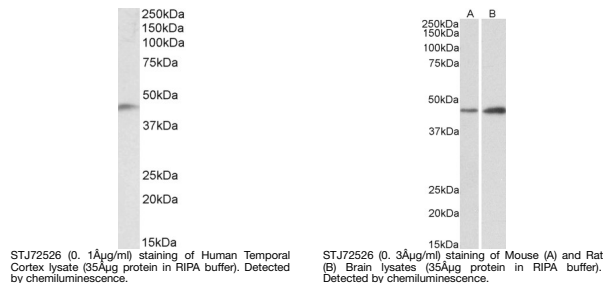 250kDa
150kDa
100kDa
75kDa
50kDa
37kDa
25kDa
20kDa
15kDa
STJ72526 (0. 1Âµg/ml) staining of Human Temporal
Cortex lysate (35Âµg protein in RIPA buffer). Detected
by chemiluminescence.
A B
250kDa
150kDa
100kDa
75kDa
50kDa
37kDa
25kDa
20kDa
15kDa
STJ72526 (0. 3Âµg/ml) staining of Mouse (A) and Rat
(B) Brain lysates (35Âµg protein in RIPA buffer).
Detected by chemiluminescence.